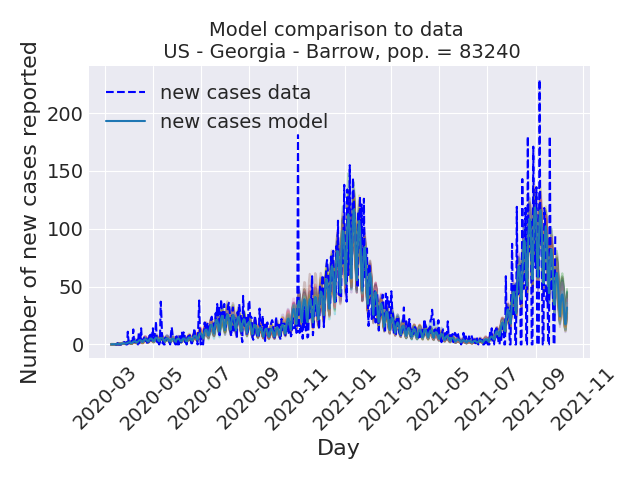 Model comparison to data
US - Georgia - Barrow, pop. = 83240
new cases data
new cases model
Number of new cases reported
200
150
100
50
0
2020-03
2020-05
2020-07
2020-09
2020-11
2021-01
2021-03
2021-05
2021-07
2021-09
2021-11
Day